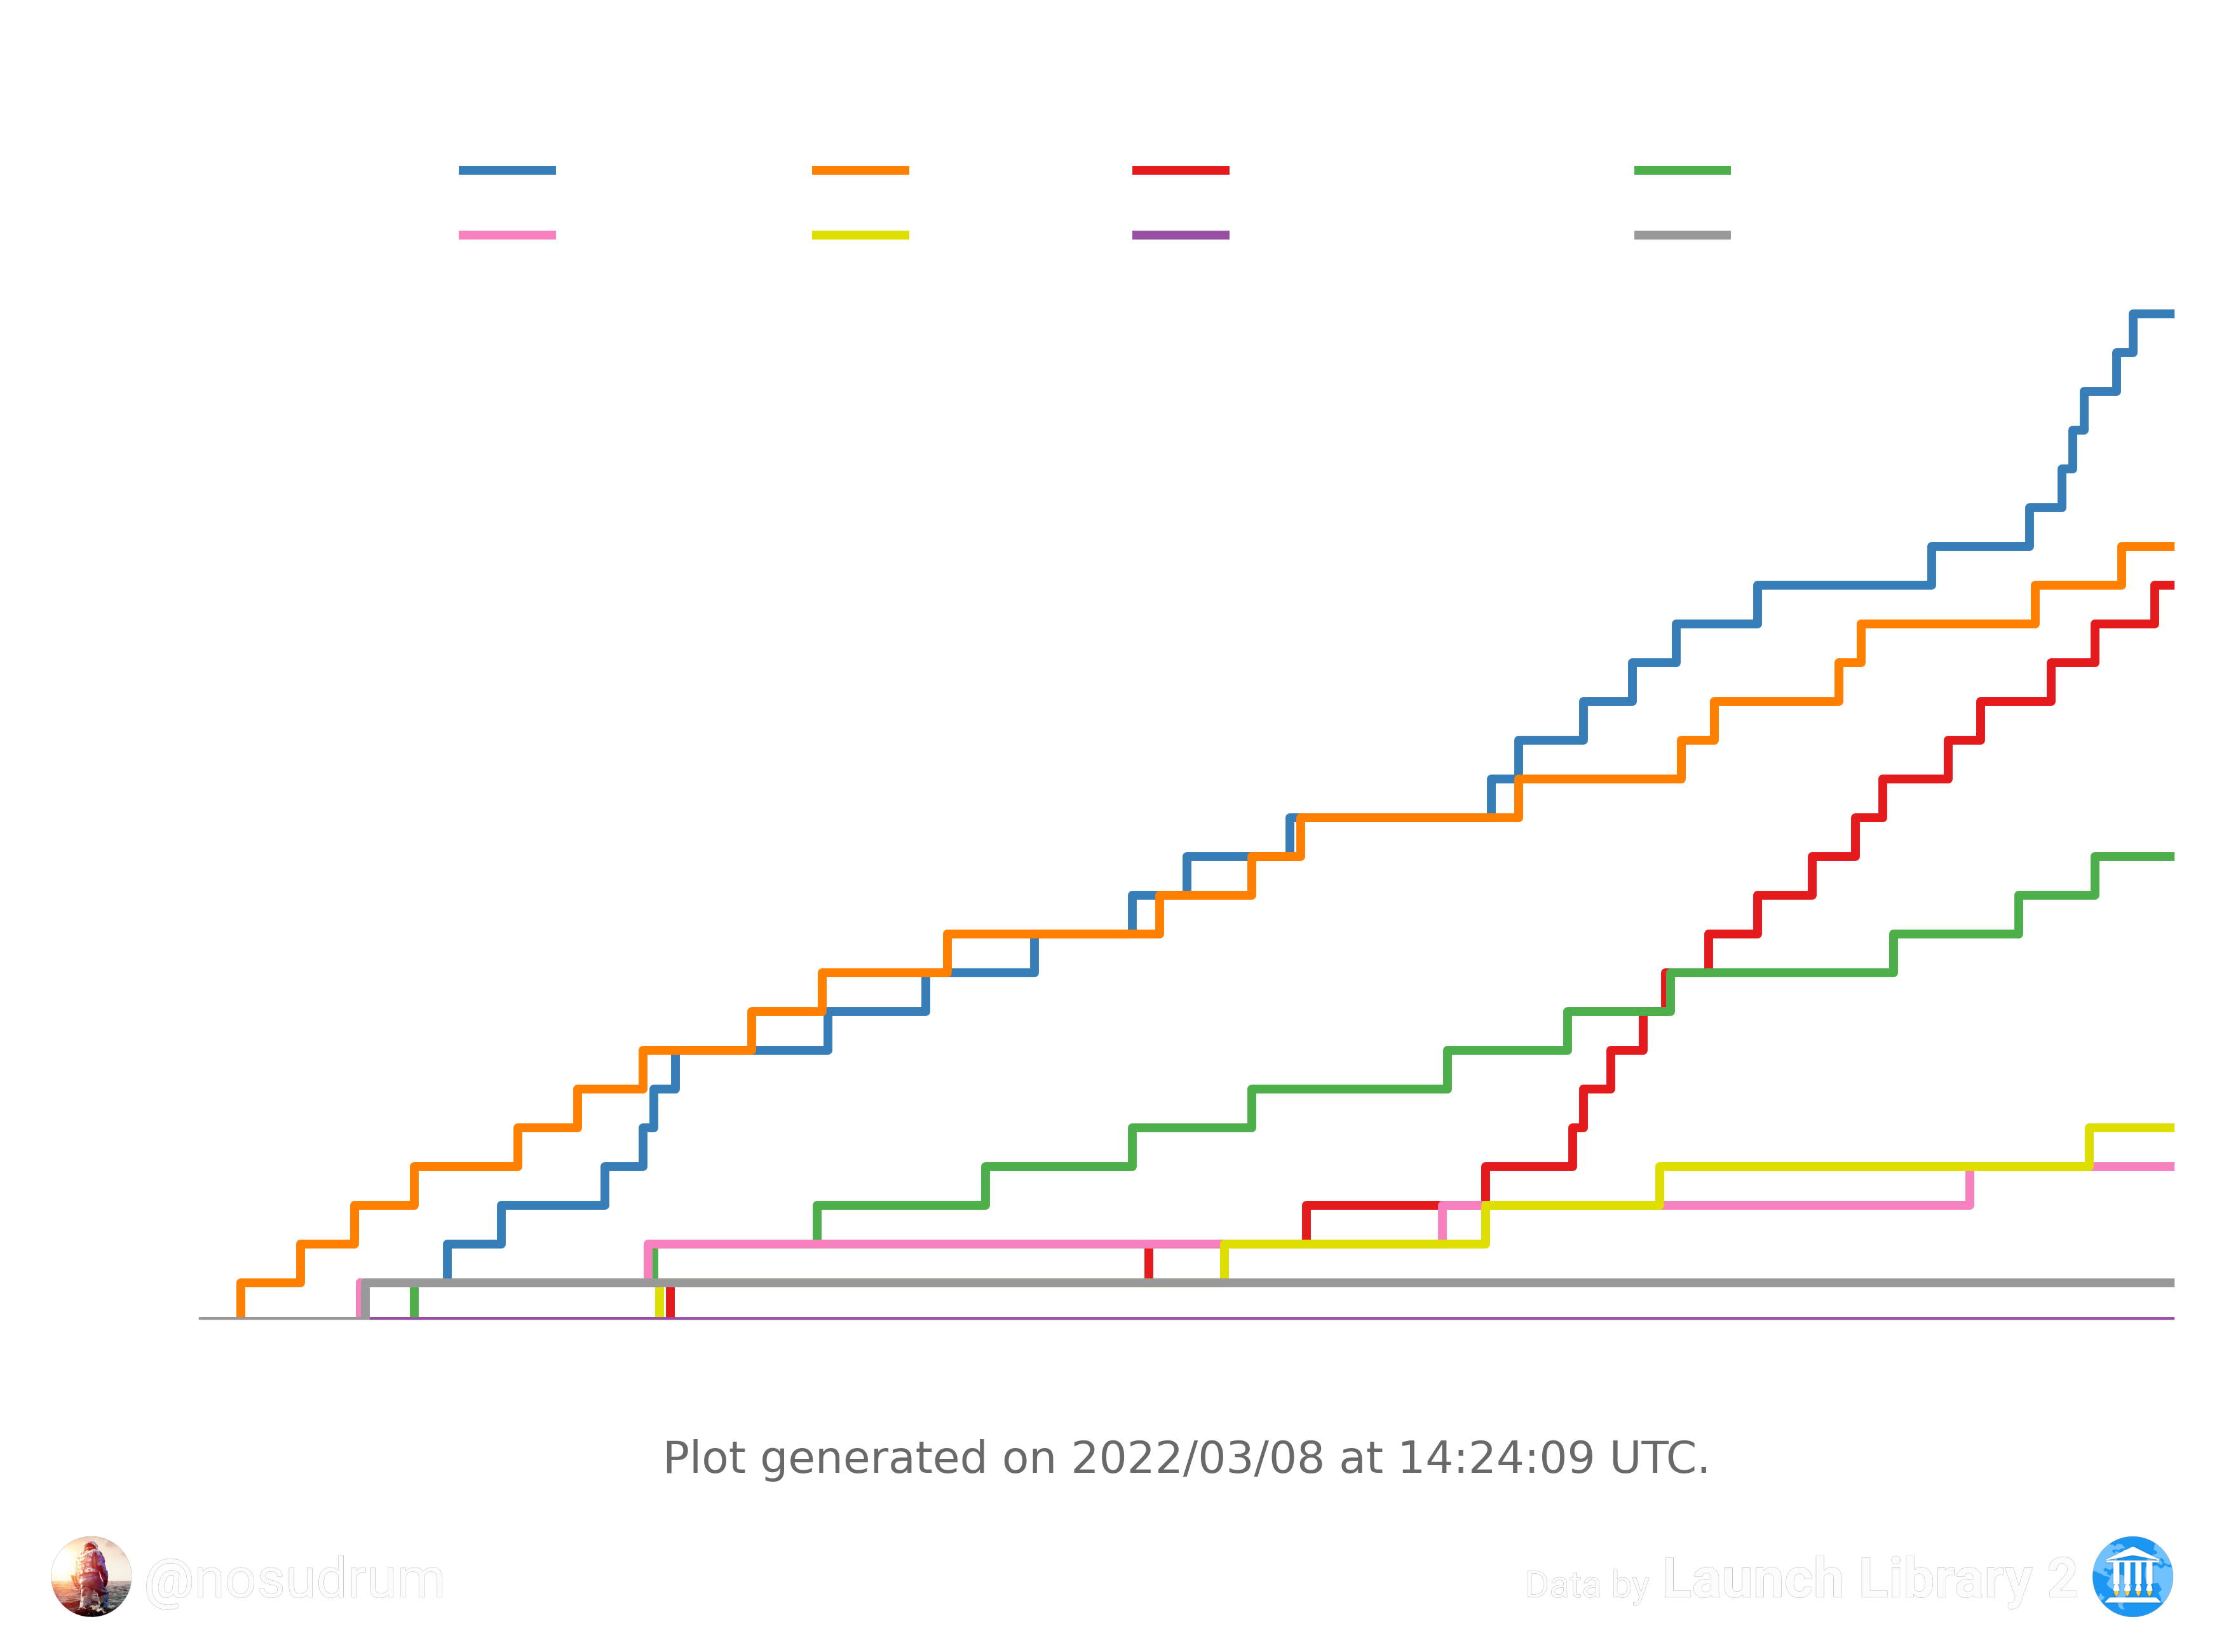 Plot generated on 2022/03/08 at 14:24:09 UTC.
@nosudrum
Data by Launch Library 2